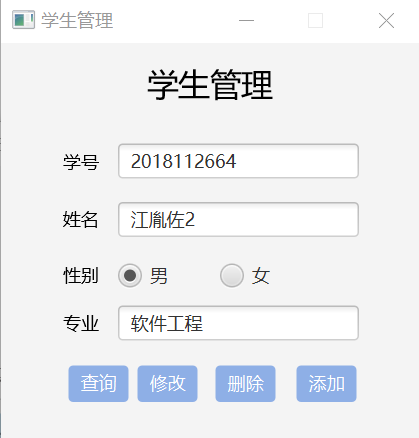 学生管理
学生管理
学号 2018112664
姓名 江胤佐2
性别 男 女
专业 软件工程
查询 修改 删除 添加